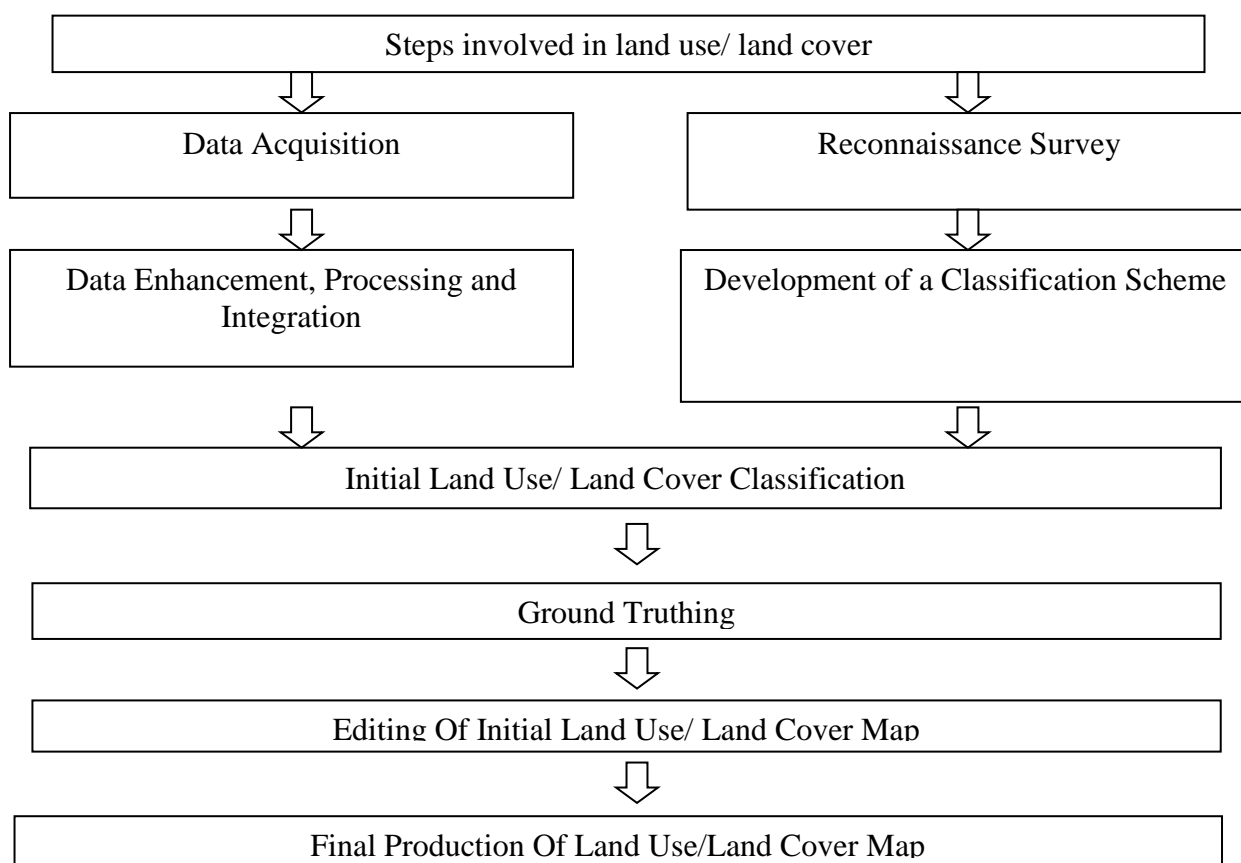 Steps involved in land use/ land cover
Data Acquisition
Reconnaissance Survey
Data Enhancement, Processing and
Integration
Development of a Classification Scheme
Initial Land Use/ Land Cover Classification
Ground Truthing
Editing Of Initial Land Use/ Land Cover Map
Final Production Of Land Use/Land Cover Map